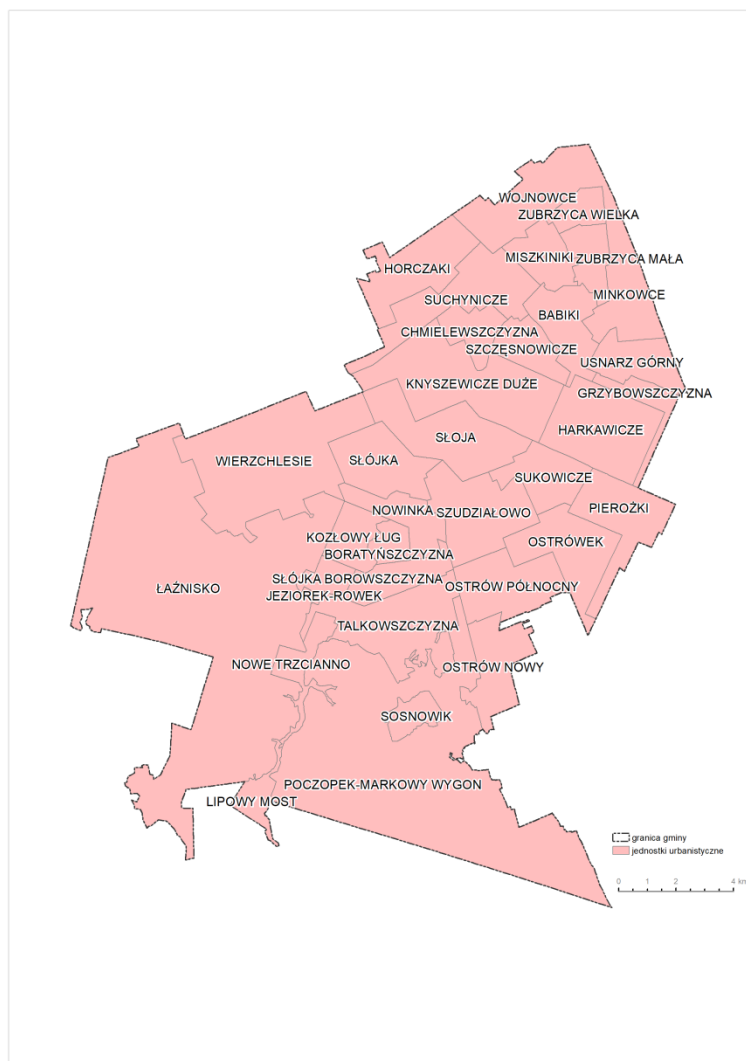 WOJNOWCE
ZUBRZYCA WIELKA
MISZKINIKI
ZUBRZYCA MAŁA
HORCZAKI
MINKOWCE
SUCHYNICZE
BABIKI
CHMIELEWSZCZYZNA
SZCZĘSNOWICZE
USNARZ GÓRNY
KNYSZEWICZE DUŻE
GRZYBOWSZCZYZNA
HARKAWICZE
SŁOJA
WIERZCHLESIE
SŁÓJKA
SUKOWICZE
NOWINKA
SZUDZIAŁOWO
PIEROŻKI
KOZŁOWY ŁUG
OSTRÓWEK
BORATYŃSZCZYZNA
SŁÓJKA BOROWSZCZYZNA
ŁAŹNISKO
OSTRÓW PÓŁNOCNY
JEZIOREK-RÓWEK
TALKOWSZCZYZNA
NOWE TRZCIANNO
OSTRÓW NOWY
SOSNOWIK
POCZOPEK-MARKOWY WYGON
LIPOWY MOST
granica gminy
jednostki urbanistyczne
0 1 2 4 km